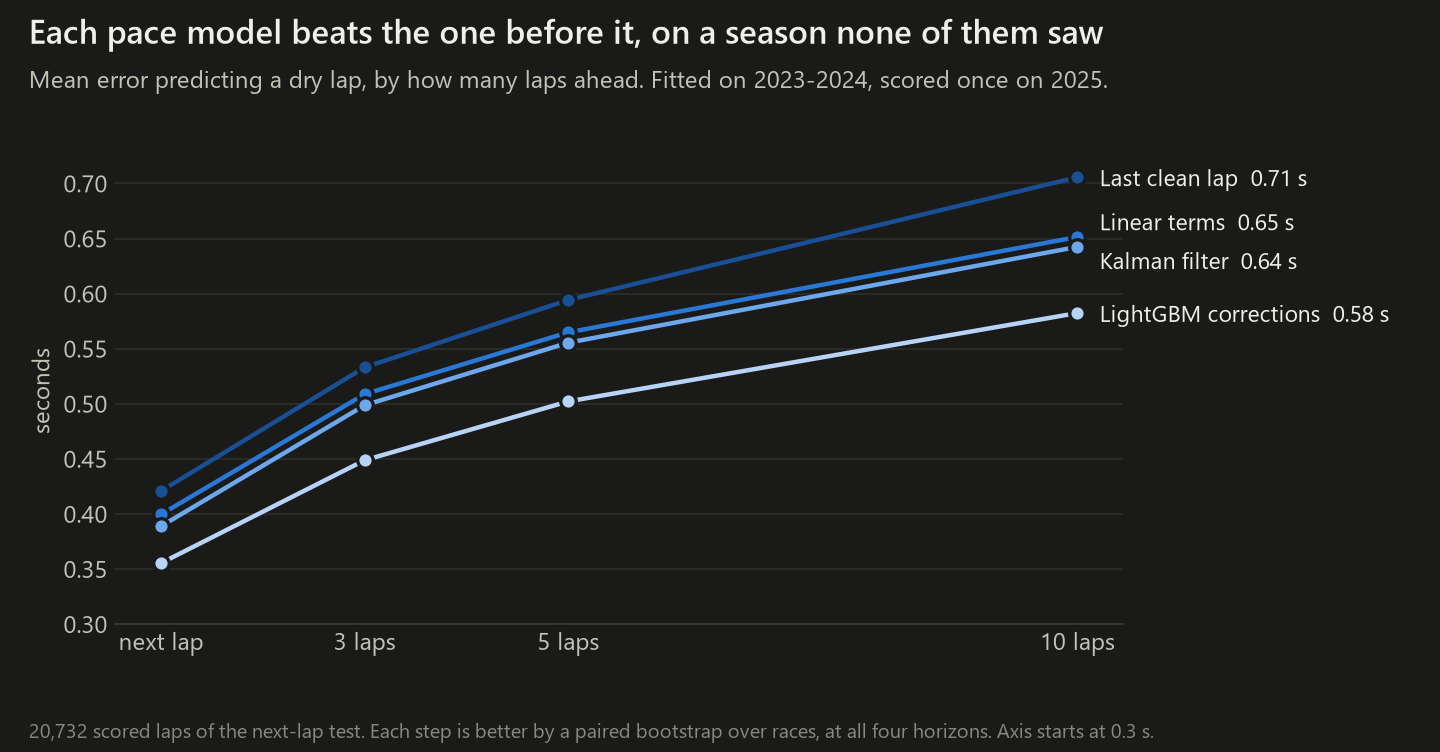 Each pace model beats the one before it, on a season none of them saw
Mean error predicting a dry lap, by how many laps ahead. Fitted on 2023-2024, scored once on 2025.
seconds
0.70
0.65
0.60
0.55
0.50
0.45
0.40
0.35
0.30
next lap
3 laps
5 laps
10 laps
Last clean lap 0.71 s
Linear terms 0.65 s
Kalman filter 0.64 s
LightGBM corrections 0.58 s
20,732 scored laps of the next-lap test. Each step is better by a paired bootstrap over races, at all four horizons. Axis starts at 0.3 s.